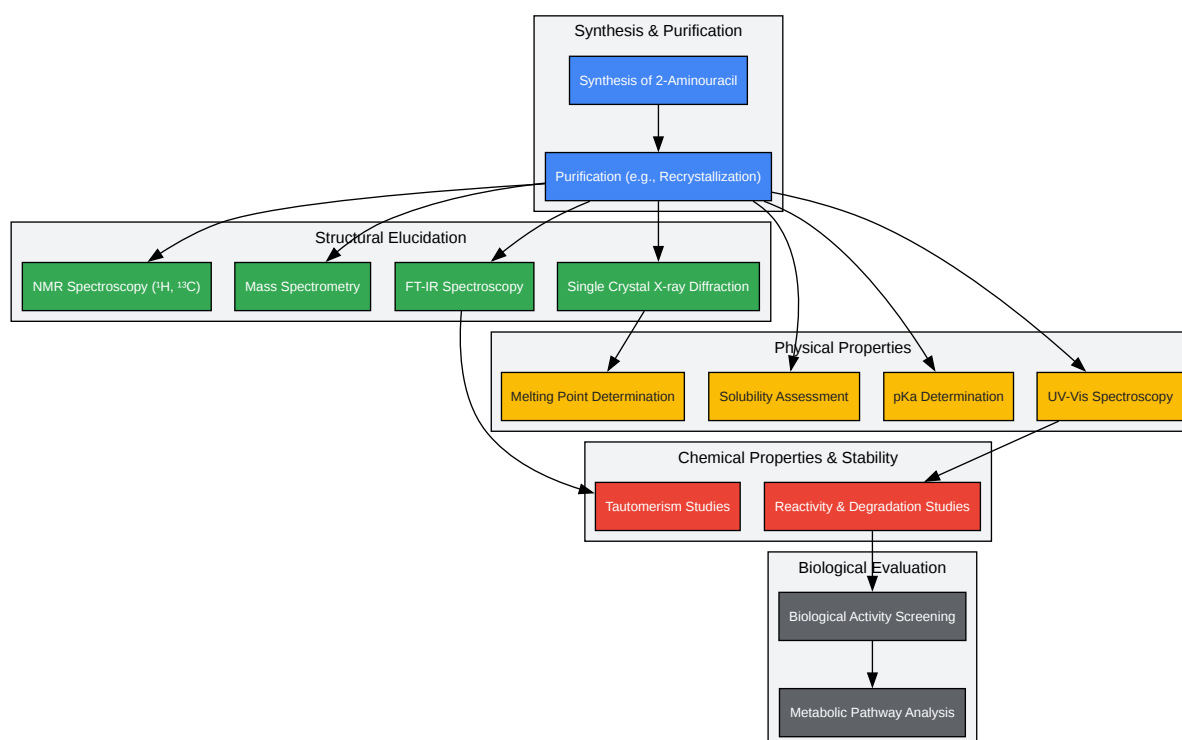 Synthesis & Purification
Synthesis of 2-Aminouracil
Purification (e.g., Recrystallization)
Structural Elucidation
NMR Spectroscopy (¹H, ¹³C)
Mass Spectrometry
FT-IR Spectroscopy
Single Crystal X-ray Diffraction
Physical Properties
Melting Point Determination
Solubility Assessment
pKa Determination
UV-Vis Spectroscopy
Chemical Properties & Stability
Tautomerism Studies
Reactivity & Degradation Studies
Biological Evaluation
Biological Activity Screening
Metabolic Pathway Analysis